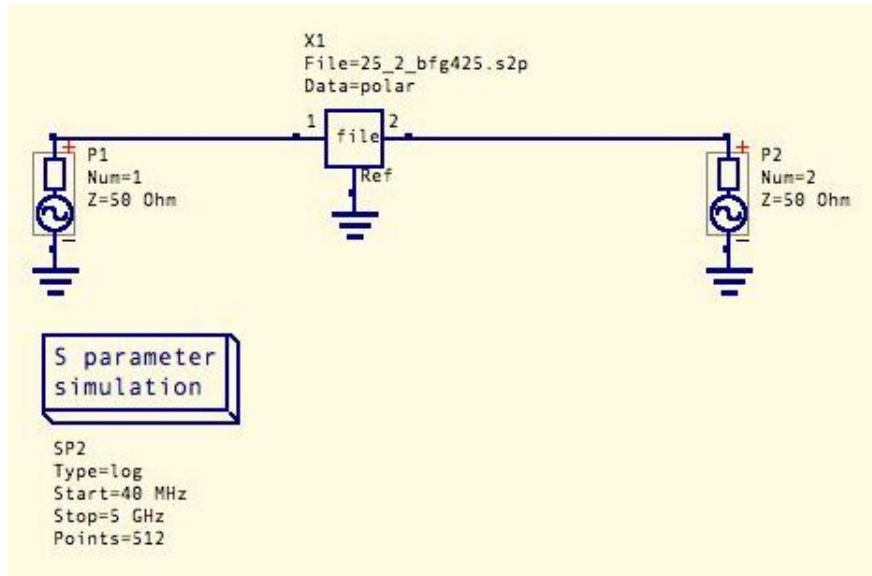 X1
File=25_2_bfg425.s2p
Data=polar
1
file
2
Ref
+
P1
Num=1
Z=50 Ohm
-
+
P2
Num=2
Z=50 Ohm
-
S parameter
simulation
SP2
Type=log
Start=40 MHz
Stop=5 GHz
Points=512